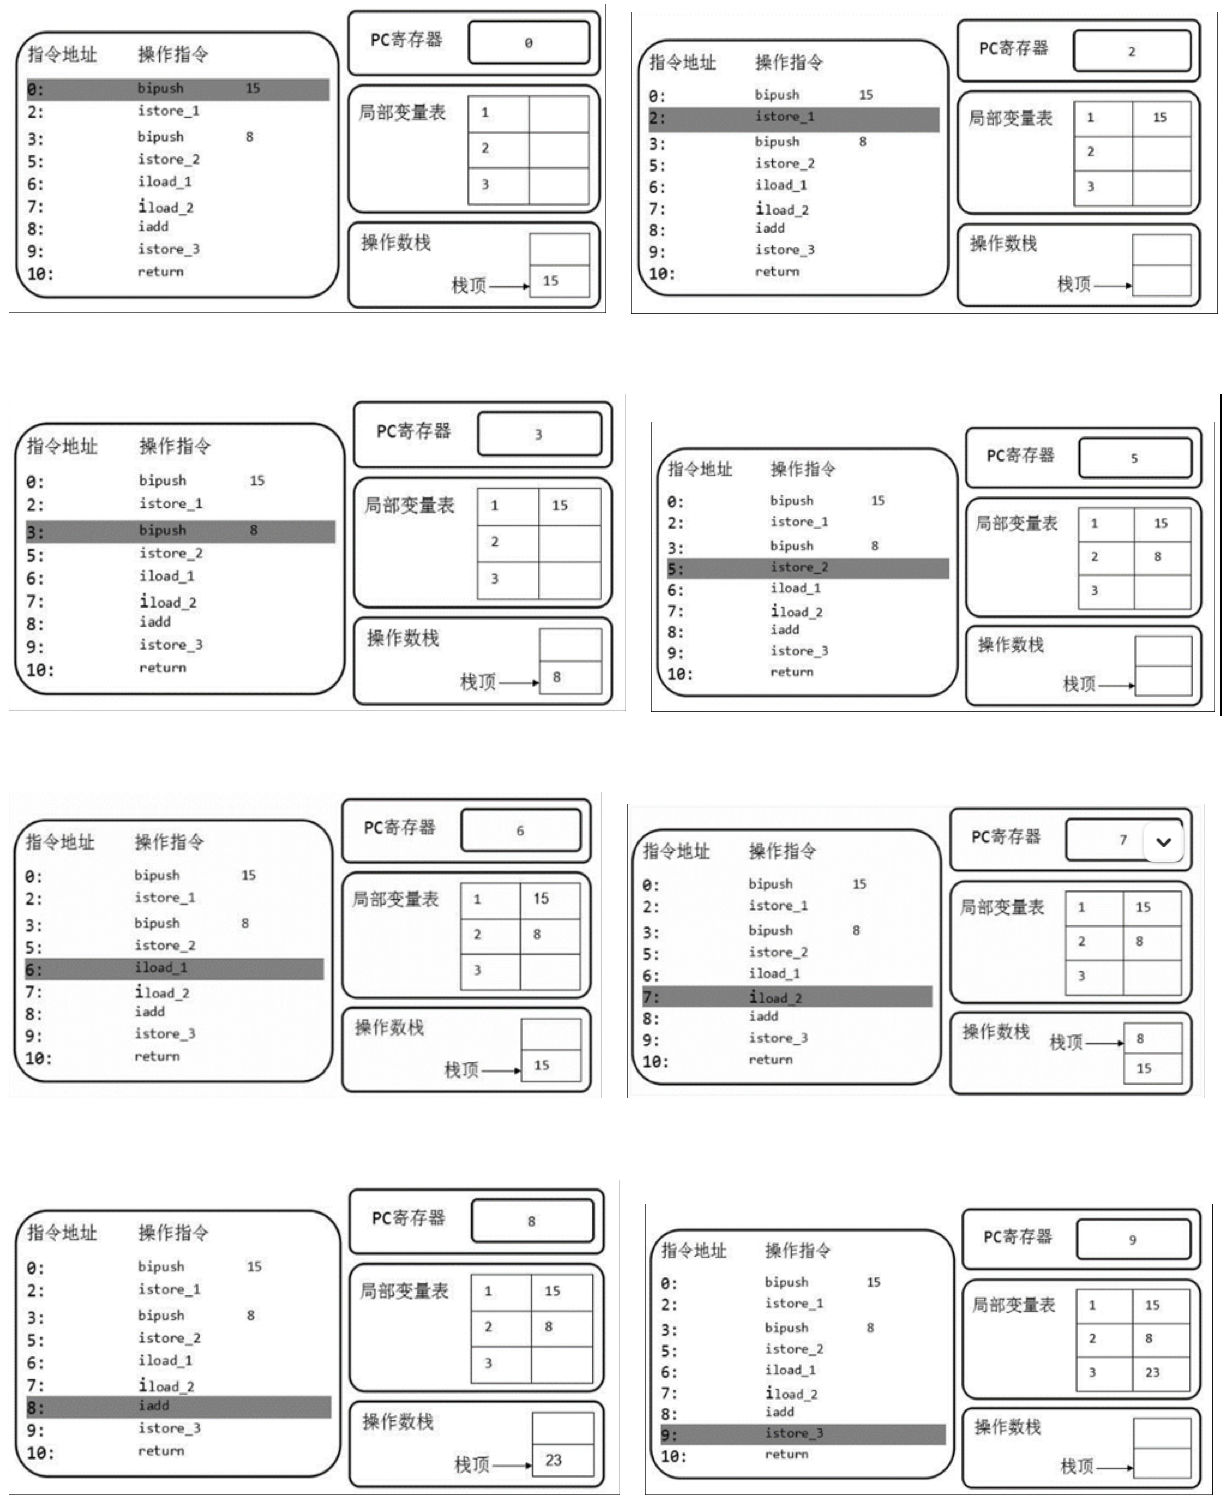 指令地址 操作指令
0: bipush 15
2: istore_1
3: bipush 8
5: istore_2
6: iload_1
7: iload_2
8: iadd
9: istore_3
10: return
PC寄存器 0
局部变量表 1
2
3
操作数栈
栈顶 15
指令地址 操作指令
0: bipush 15
2: istore_1
3: bipush 8
5: istore_2
6: iload_1
7: iload_2
8: iadd
9: istore_3
10: return
PC寄存器 2
局部变量表 1 15
2
3
操作数栈
栈顶
指令地址 操作指令
0: bipush 15
2: istore_1
3: bipush 8
5: istore_2
6: iload_1
7: iload_2
8: iadd
9: istore_3
10: return
PC寄存器 3
局部变量表 1 15
2
3
操作数栈
栈顶 8
指令地址 操作指令
0: bipush 15
2: istore_1
3: bipush 8
5: istore_2
6: iload_1
7: iload_2
8: iadd
9: istore_3
10: return
PC寄存器 5
局部变量表 1 15
2 8
3
操作数栈
栈顶
指令地址 操作指令
0: bipush 15
2: istore_1
3: bipush 8
5: istore_2
6: iload_1
7: iload_2
8: iadd
9: istore_3
10: return
PC寄存器 6
局部变量表 1 15
2 8
3
操作数栈
栈顶 15
指令地址 操作指令
0: bipush 15
2: istore_1
3: bipush 8
5: istore_2
6: iload_1
7: iload_2
8: iadd
9: istore_3
10: return
PC寄存器 7
局部变量表 1 15
2 8
3
操作数栈 栈顶 8
15
指令地址 操作指令
0: bipush 15
2: istore_1
3: bipush 8
5: istore_2
6: iload_1
7: iload_2
8: iadd
9: istore_3
10: return
PC寄存器 8
局部变量表 1 15
2 8
3
操作数栈
栈顶 23
指令地址 操作指令
0: bipush 15
2: istore_1
3: bipush 8
5: istore_2
6: iload_1
7: iload_2
8: iadd
9: istore_3
10: return
PC寄存器 9
局部变量表 1 15
2 8
3 23
操作数栈
栈顶